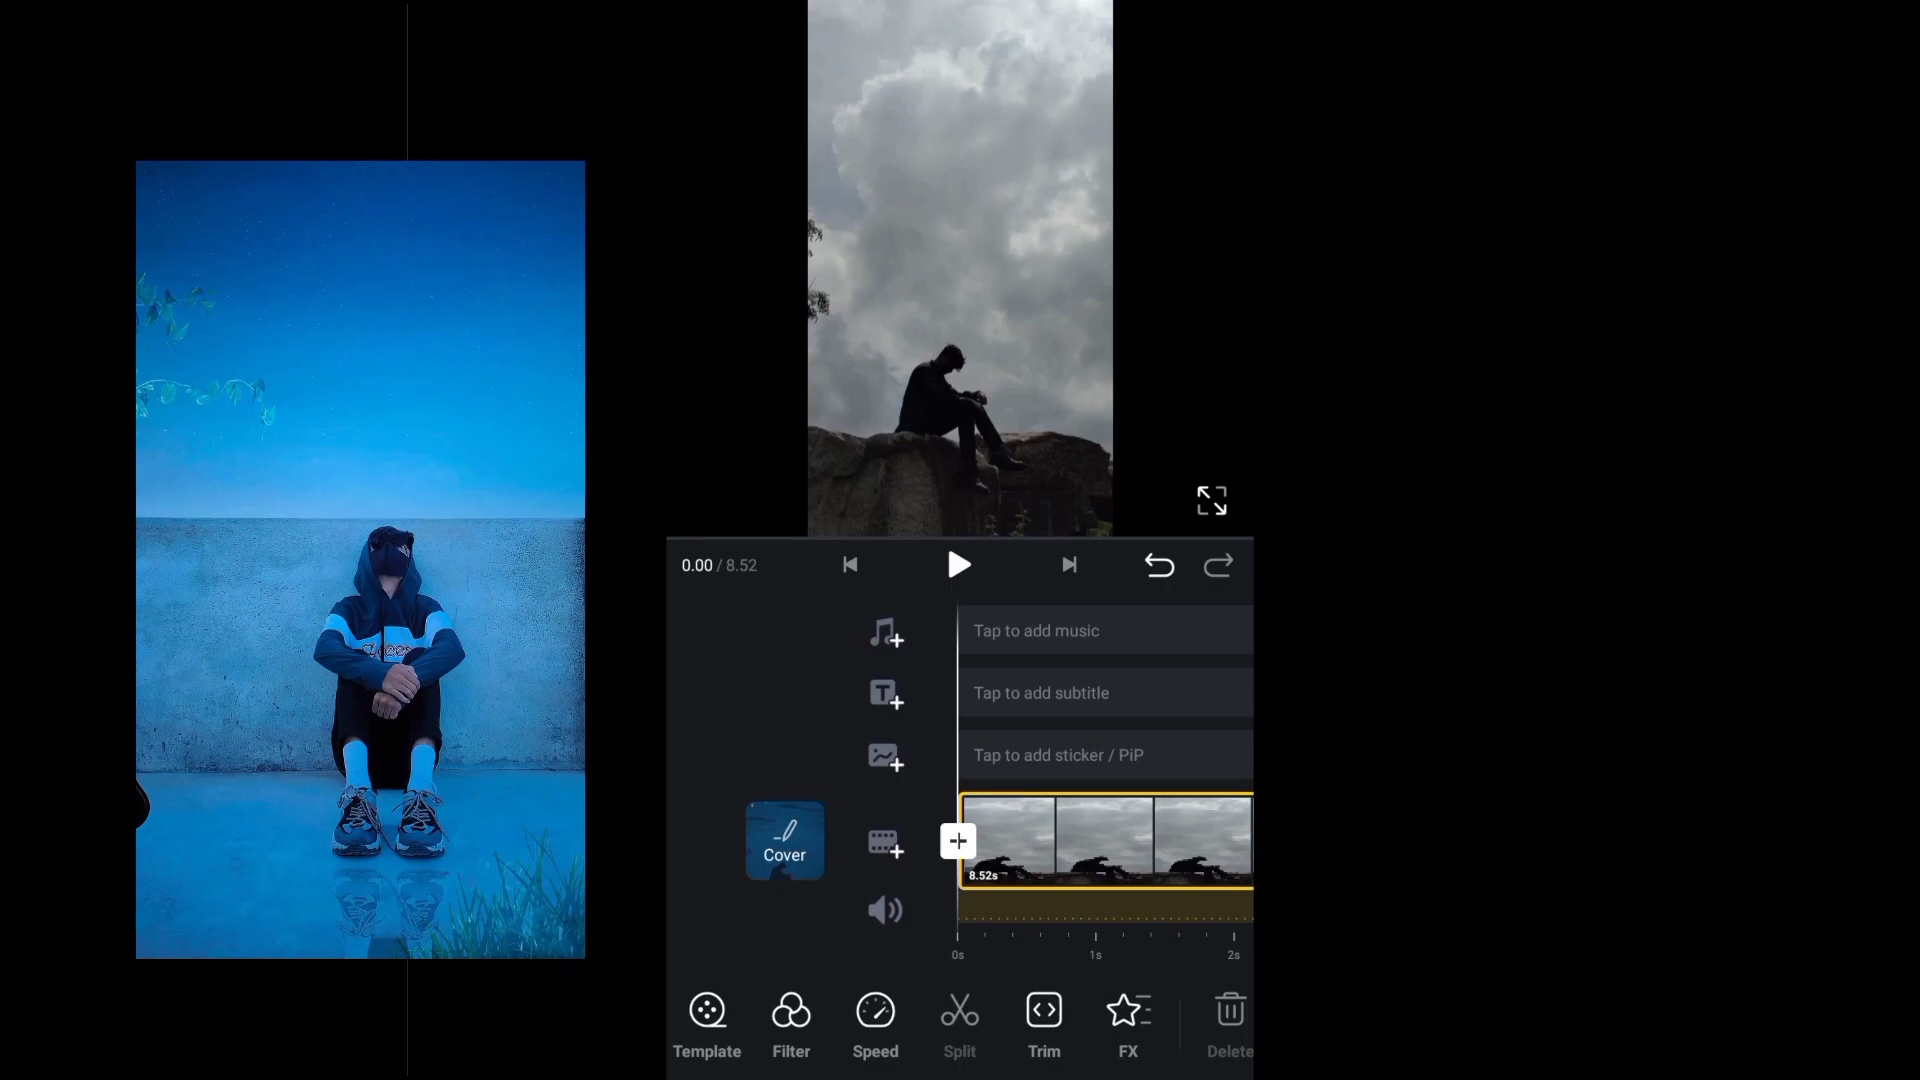 0.00 / 8.52
Tap to add music
Tap to add subtitle
Tap to add sticker / PiP
Cover
8.52s
0s 1s 2s
Template Filter Speed Split Trim FX Delete